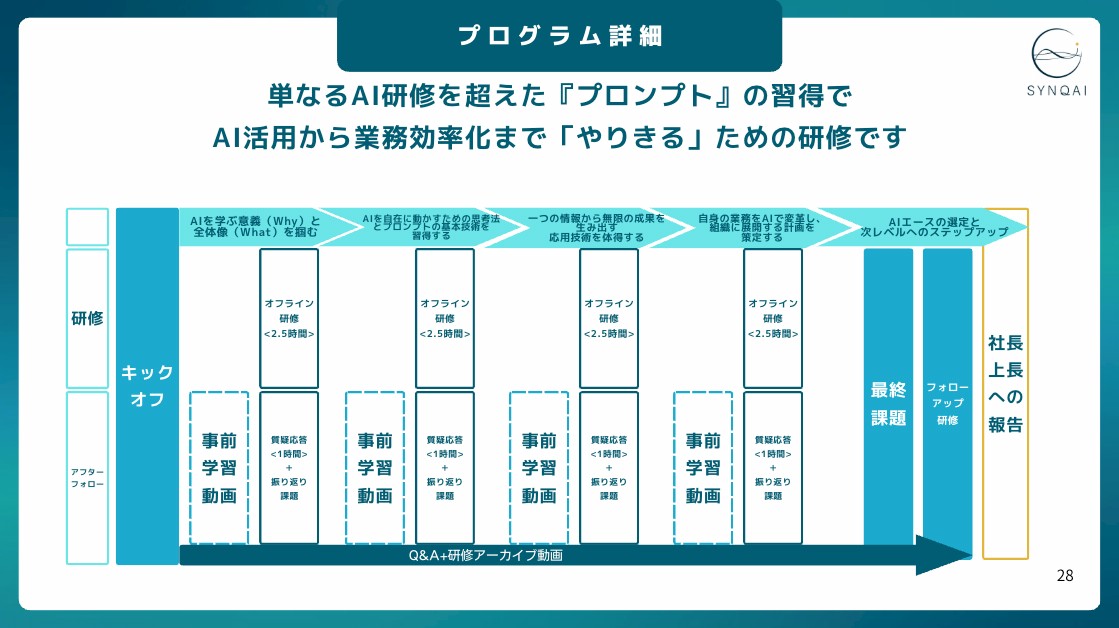 プログラム詳細
SYNQAI
単なるAI研修を超えた『プロンプト』の習得で
AI活用から業務効率化まで「やりきる」ための研修です
AIを学ぶ意義（Why）と
全体像（What）を掴む
AIを自在に動かすための思考法
とプロンプトの基本技術を
習得する
一つの情報から無限の成果を
生み出す
応用技術を体得する
自身の業務をAIで変革し、
組織に展開する計画を
策定する
AIエースの選定と
次レベルへのステップアップ
研修
アフター
フォロー
キック
オフ
事前
学習
動画
オフライン
研修
<2.5時間>
質疑応答
<1時間>
+
振り返り
課題
事前
学習
動画
オフライン
研修
<2.5時間>
質疑応答
<1時間>
+
振り返り
課題
事前
学習
動画
オフライン
研修
<2.5時間>
質疑応答
<1時間>
+
振り返り
課題
事前
学習
動画
オフライン
研修
<2.5時間>
質疑応答
<1時間>
+
振り返り
課題
最終
課題
フォロー
アップ
研修
社長
上長
への
報告
Q&A+研修アーカイブ動画
28